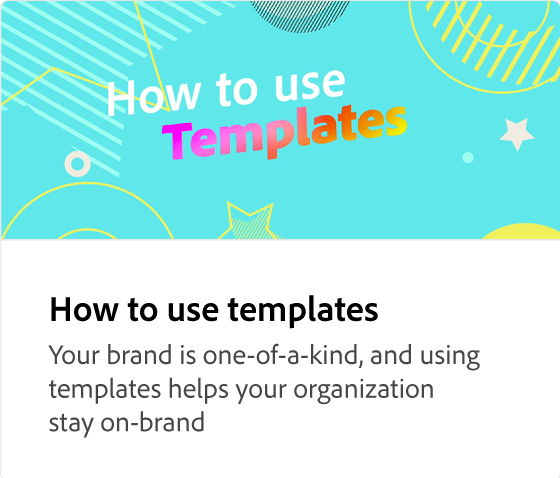 How to use
Templates
How to use templates
Your brand is one-of-a-kind, and using
templates helps your organization
stay on-brand